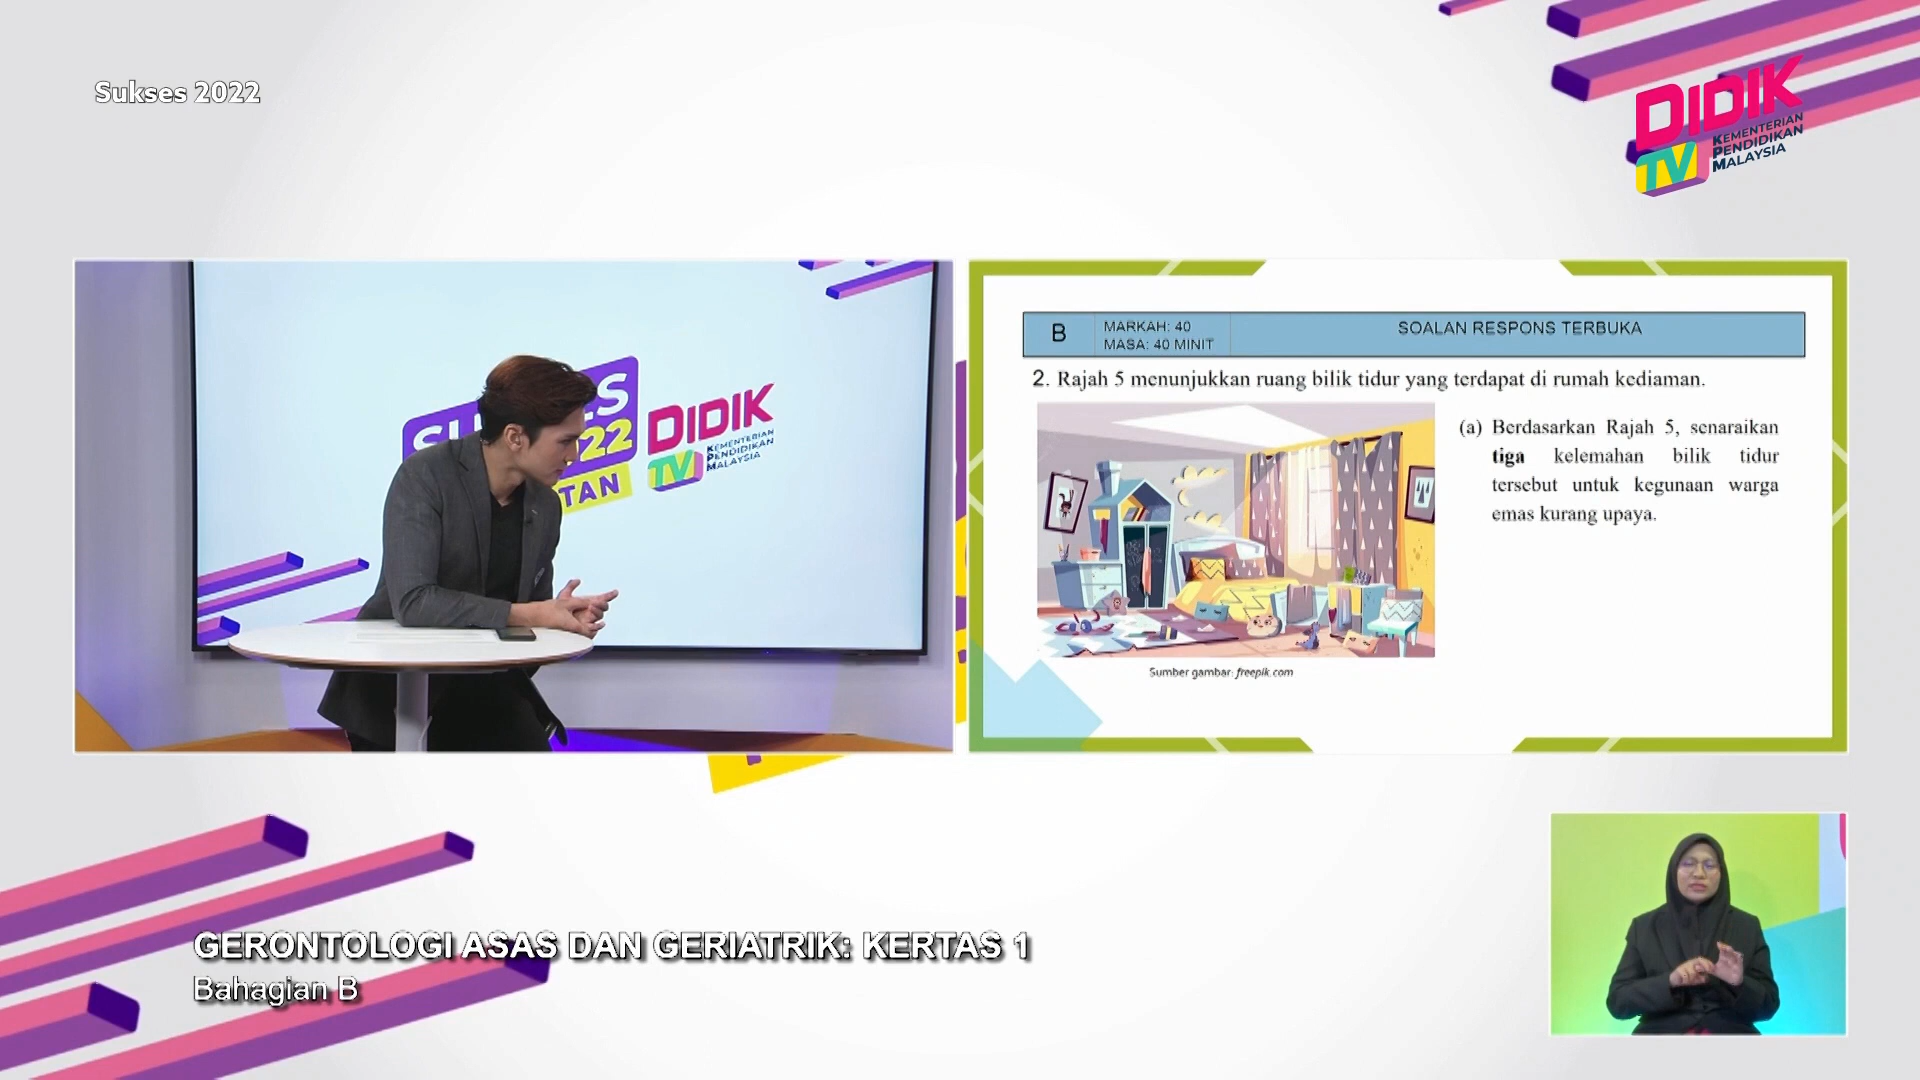 Sukses 2022
DIDIK
TV
KEMENTERIAN
PENDIDIKAN
MALAYSIA
22
TAN
DIDIK
TV
KEMENTERIAN
PENDIDIKAN
MALAYSIA
B
MARKAH: 40
MASA: 40 MINIT
SOALAN RESPONS TERBUKA
2. Rajah 5 menunjukkan ruang bilik tidur yang terdapat di rumah kediaman.
(a) Berdasarkan Rajah 5, senaraikan
tiga kelemahan bilik tidur
tersebut untuk kegunaan warga
emas kurang upaya.
Sumber gambar: freepik.com
GERONTOLOGI ASAS DAN GERIATRIK: KERTAS 1
Bahagian B